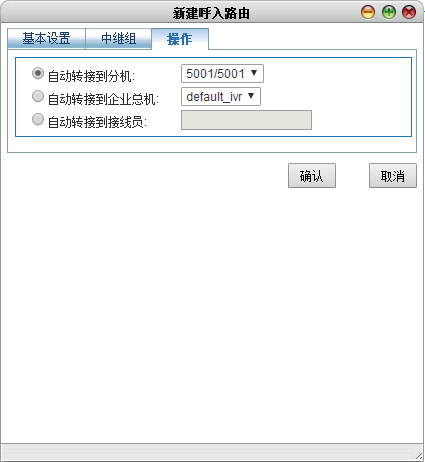 新建呼入路由
基本设置 中继组 操作
自动转接到分机: 5001/5001
自动转接到企业总机: default_ivr
自动转接到接线员:
确认 取消